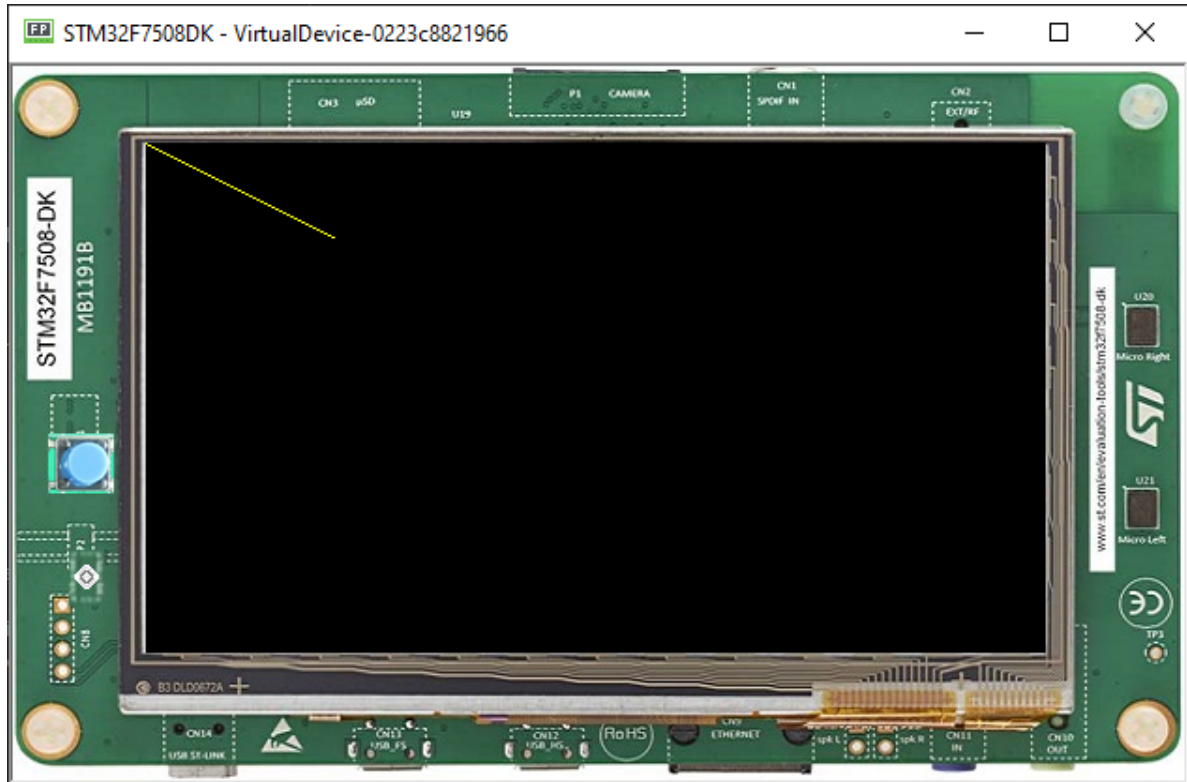 STM32F7508DK - VirtualDevice-0223c8821966
CN3 µSD
U19
P1 CAMERA
CN1
SPDIF IN
CN2
EXT/RF
STM32F7508-DK
MB1191B
U20
Micro Right
www.st.com/en/evaluation-tools/stm32f7508-dk
U21
Micro Left
P2
CN8
TP3
B3 DLD0672A
CN14
USB ST-LINK
CN13
USB_FS
CN12
USB_HS
RoHS
CN9
ETHERNET
spk L
spk R
CN11
IN
CN10
OUT